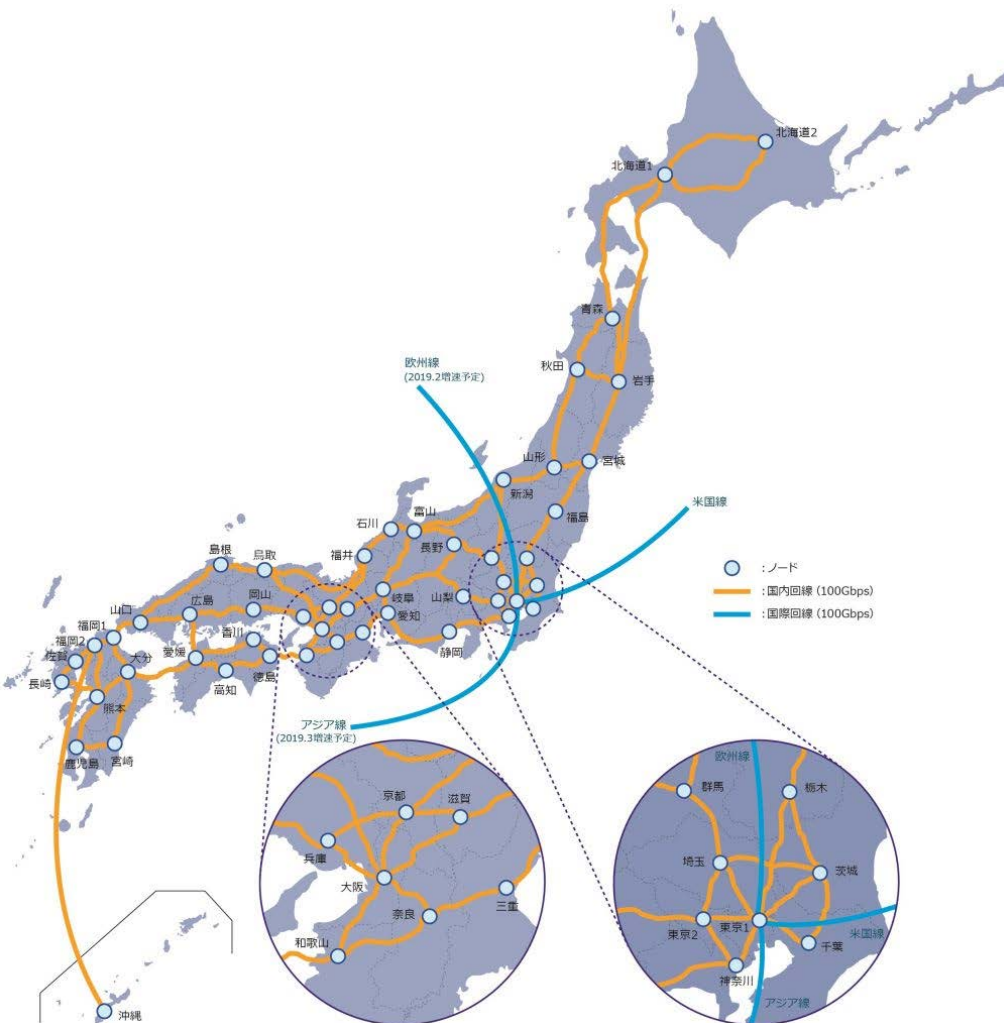 北海道2
北海道1
青森
欧州線
(2019.2増速予定)
秋田
岩手
山形
宮城
新潟
米国線
富山
石川
福島
長野
島根
鳥取
福井
:ノード
岡山
岐阜
山梨
:国内回線 (100Gbps)
広島
山口
愛知
:国際回線 (100Gbps)
福岡1
香川
福岡2
静岡
佐賀
大分
愛媛
徳島
高知
長崎
熊本
アジア線
(2019.3増速予定)
鹿児島
宮崎
欧州線
京都
滋賀
群馬
栃木
兵庫
埼玉
茨城
大阪
三重
奈良
東京2
東京1
米国線
和歌山
千葉
神奈川
アジア線
沖縄